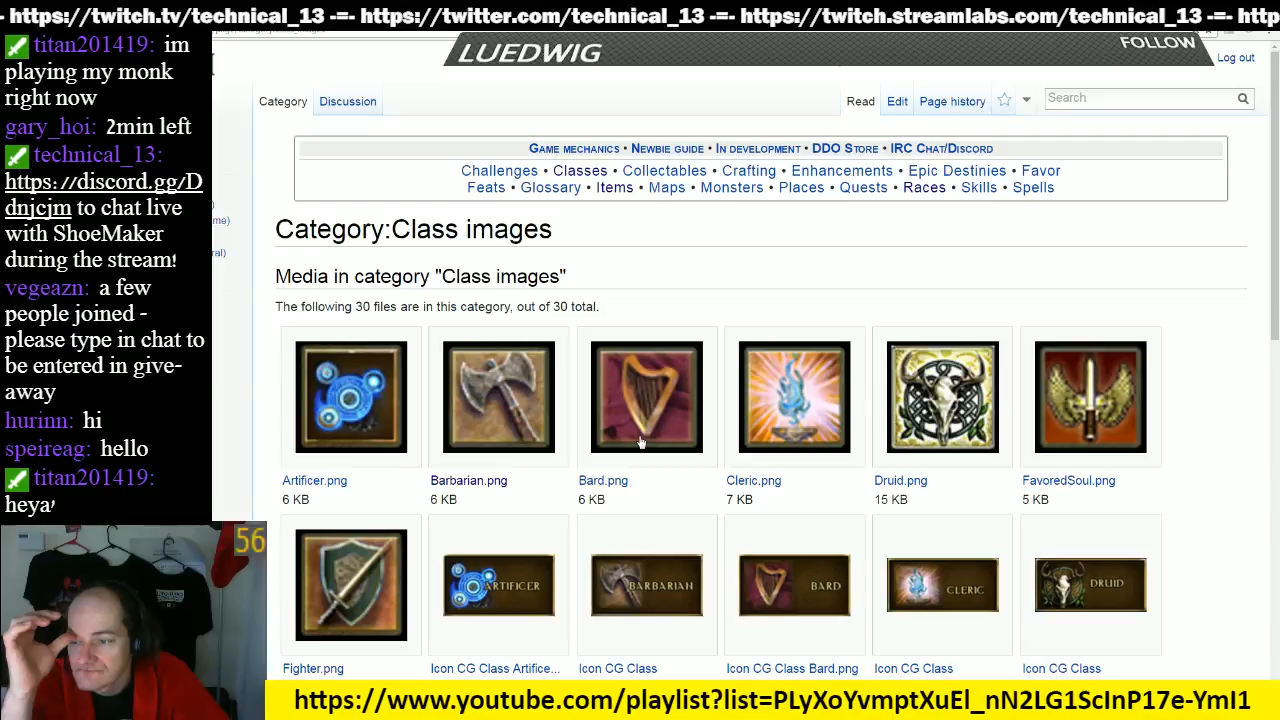 - https://twitch.tv/technical_13 -=- https://twitter.com/technical_13 -=- https://twitch.streamlabs.com/technical_13 -=- http
titan201419: im
playing my monk
right now
gary_hoi: 2min left
technical_13:
https://discord.gg/D
dnjcjm to chat live
with ShoeMaker
during the stream!
vegeazn: a few
people joined -
please type in chat to
be entered in give-
away
hurinn: hi
speireag: hello
titan201419:
heya'
56
LUEDWIG
FOLLOW
Log out
Category
Discussion
Read
Edit
Page history
Search
Game mechanics • Newbie guide • In development • DDO Store • IRC Chat/Discord
Challenges • Classes • Collectables • Crafting • Enhancements • Epic Destinies • Favor
Feats • Glossary • Items • Maps • Monsters • Places • Quests • Races • Skills • Spells
Category:Class images
Media in category "Class images"
The following 30 files are in this category, out of 30 total.
Artificer.png
6 KB
Barbarian.png
6 KB
Bard.png
6 KB
Cleric.png
7 KB
Druid.png
15 KB
FavoredSoul.png
5 KB
ARTIFICER
BARBARIAN
BARD
CLERIC
DRUID
Fighter.png
Icon CG Class Artifice...
Icon CG Class
Icon CG Class Bard.png
Icon CG Class
Icon CG Class
https://www.youtube.com/playlist?list=PLyXoYvmptXuEl_nN2LG1ScInP17e-YmI1